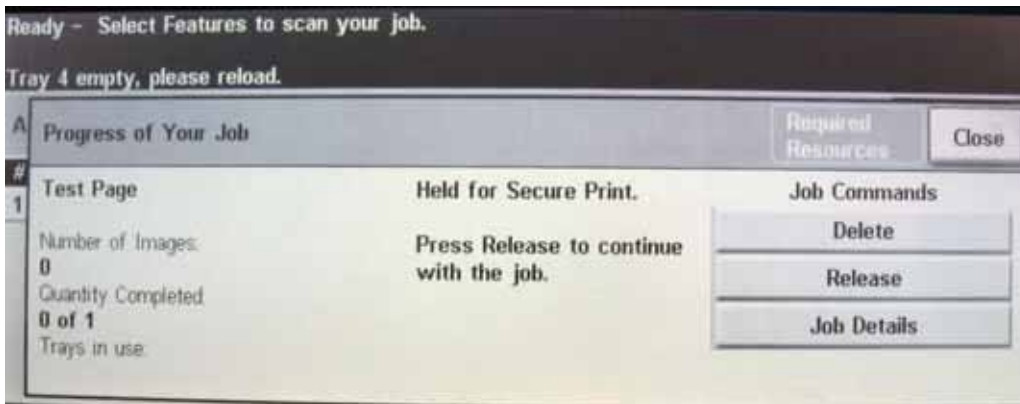 Ready - Select Features to scan your job.
Tray 4 empty, please reload.
A
Progress of Your Job
Required
Resources
Close
#
1
Test Page
Held for Secure Print.
Job Commands
Number of Images:
0
Press Release to continue
with the job.
Delete
Quantity Completed
0 of 1
Release
Trays in use:
Job Details